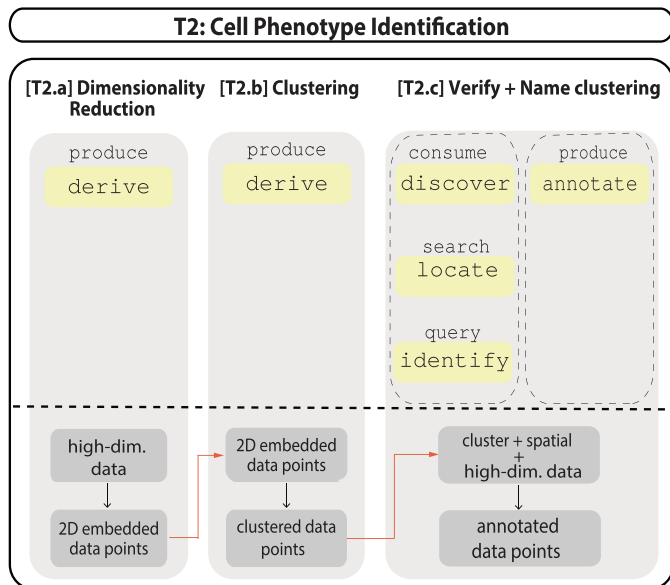 T2: Cell Phenotype Identification
[T2.a] Dimensionality
Reduction
produce
derive
high-dim.
data
2D embedded
data points
[T2.b] Clustering
produce
derive
2D embedded
data points
clustered data
points
[T2.c] Verify + Name clustering
consume
discover
search
locate
query
identify
produce
annotate
cluster + spatial
+
high-dim. data
annotated
data points